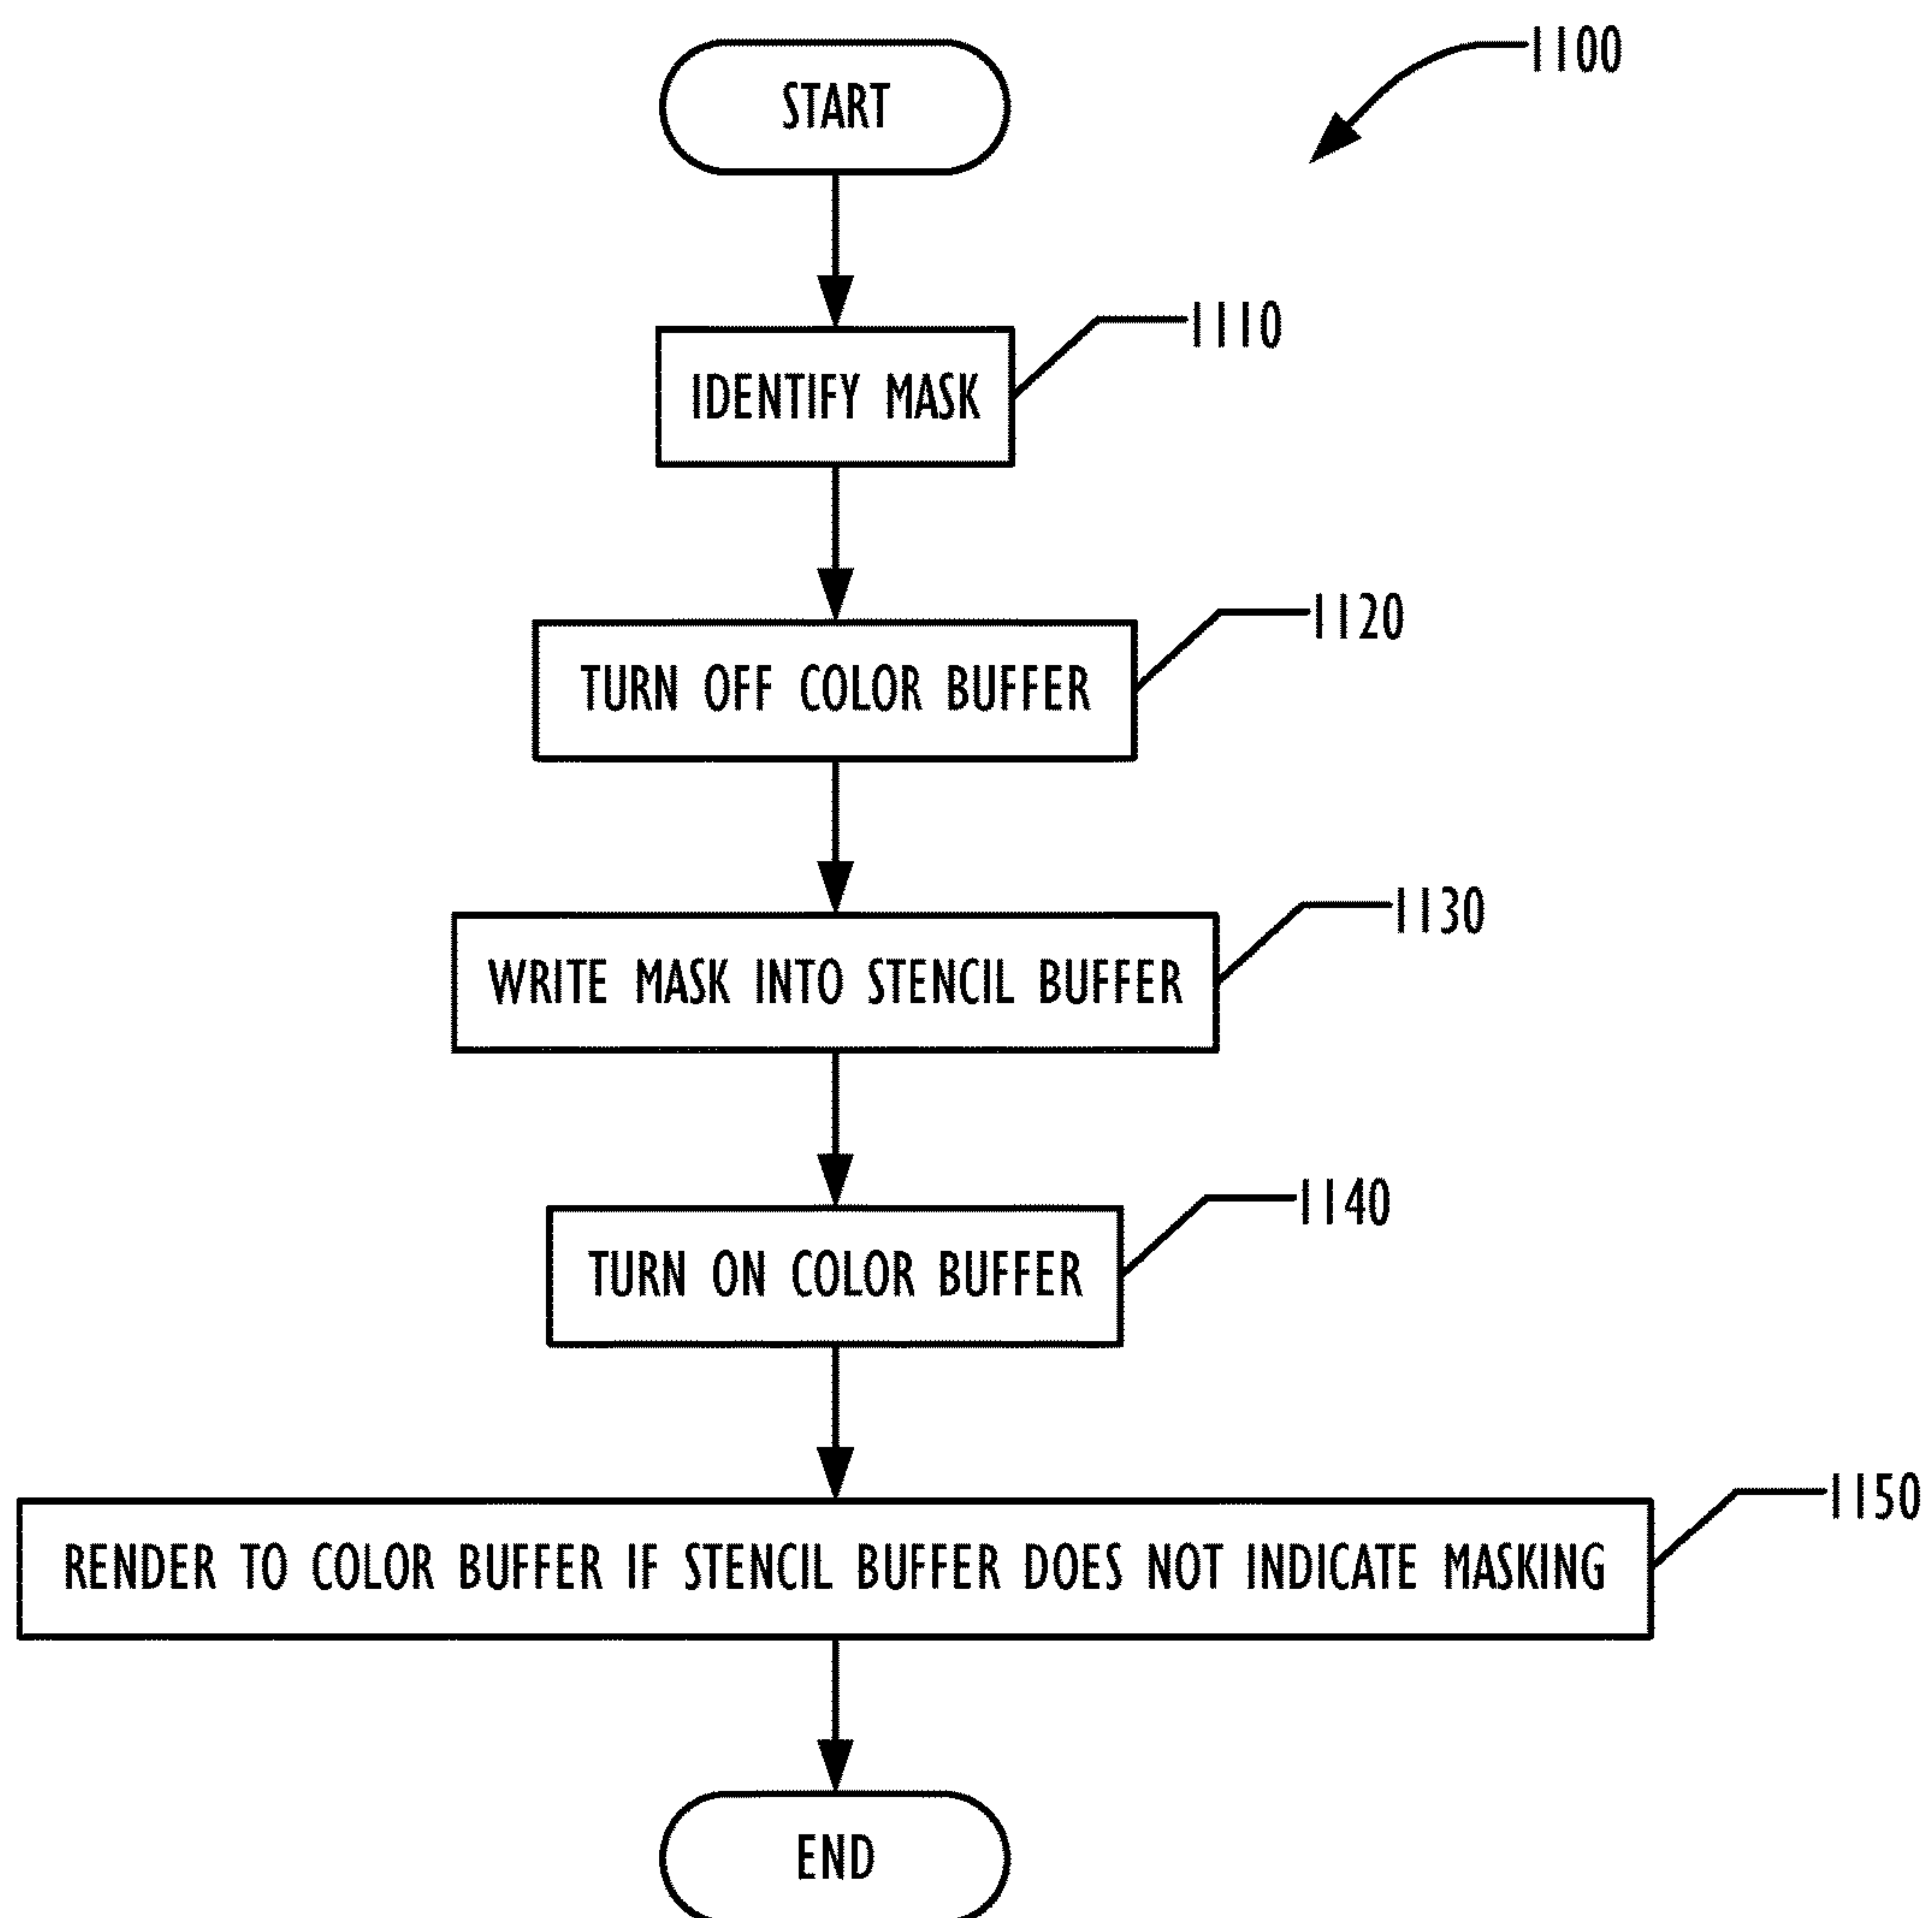 1100
START
1110
IDENTIFY MASK
1120
TURN OFF COLOR BUFFER
1130
WRITE MASK INTO STENCIL BUFFER
1140
TURN ON COLOR BUFFER
1150
RENDER TO COLOR BUFFER IF STENCIL BUFFER DOES NOT INDICATE MASKING
END